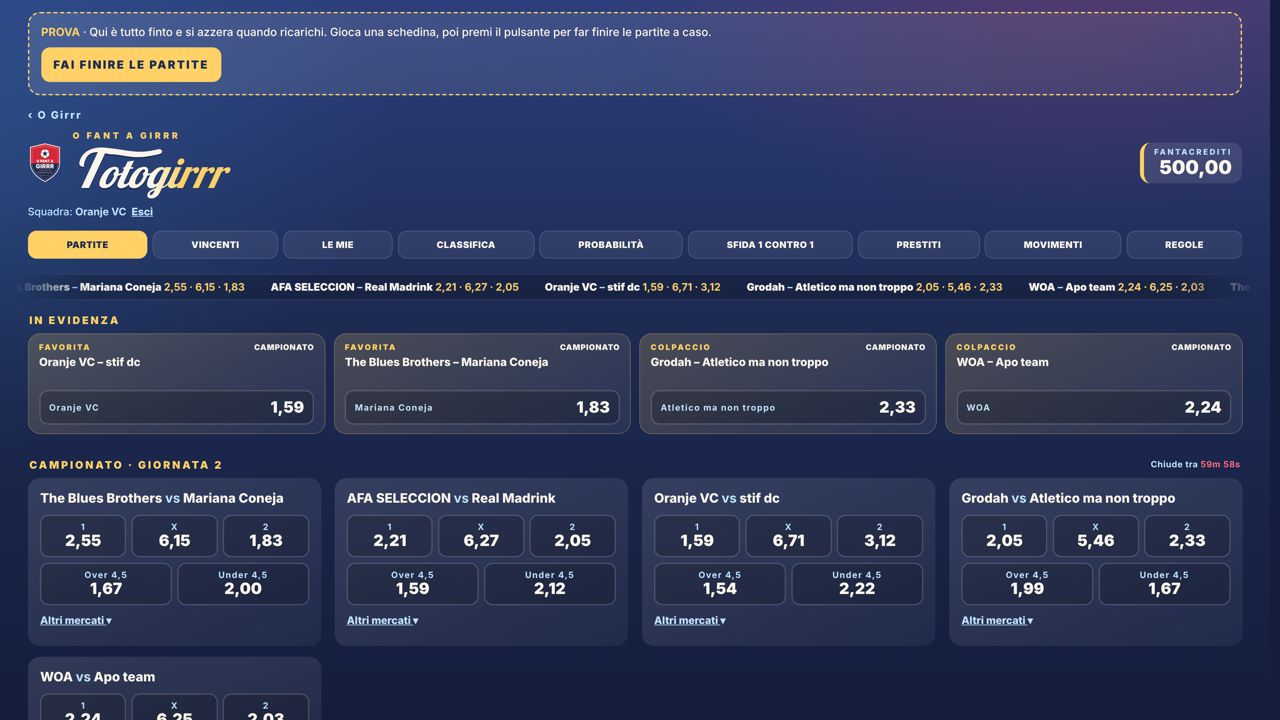 PROVA · Qui è tutto finto e si azzera quando ricarichi. Gioca una schedina, poi premi il pulsante per far finire le partite a caso.
FAI FINIRE LE PARTITE
‹ O Girrr
O FANT A GIRRR
O FANT A
GIRRR
Totogirrr
FANTACREDITI
500,00
Squadra: Oranje VC Esci
PARTITE VINCENTI LE MIE CLASSIFICA PROBABILITÀ SFIDA 1 CONTRO 1 PRESTITI MOVIMENTI REGOLE
Brothers – Mariana Coneja 2,55 · 6,15 · 1,83 AFA SELECCION – Real Madrink 2,21 · 6,27 · 2,05 Oranje VC – stif dc 1,59 · 6,71 · 3,12 Grodah – Atletico ma non troppo 2,05 · 5,46 · 2,33 WOA – Apo team 2,24 · 6,25 · 2,03 The
IN EVIDENZA
FAVORITA CAMPIONATO
Oranje VC – stif dc
Oranje VC 1,59
FAVORITA CAMPIONATO
The Blues Brothers – Mariana Coneja
Mariana Coneja 1,83
COLPACCIO CAMPIONATO
Grodah – Atletico ma non troppo
Atletico ma non troppo 2,33
COLPACCIO CAMPIONATO
WOA – Apo team
WOA 2,24
CAMPIONATO · GIORNATA 2
Chiude tra 59m 58s
The Blues Brothers vs Mariana Coneja
1 X 2
2,55 6,15 1,83
Over 4,5 Under 4,5
1,67 2,00
Altri mercati ▾
AFA SELECCION vs Real Madrink
1 X 2
2,21 6,27 2,05
Over 4,5 Under 4,5
1,59 2,12
Altri mercati ▾
Oranje VC vs stif dc
1 X 2
1,59 6,71 3,12
Over 4,5 Under 4,5
1,54 2,22
Altri mercati ▾
Grodah vs Atletico ma non troppo
1 X 2
2,05 5,46 2,33
Over 4,5 Under 4,5
1,99 1,67
Altri mercati ▾
WOA vs Apo team
1 X 2
2,24 6,25 2,03